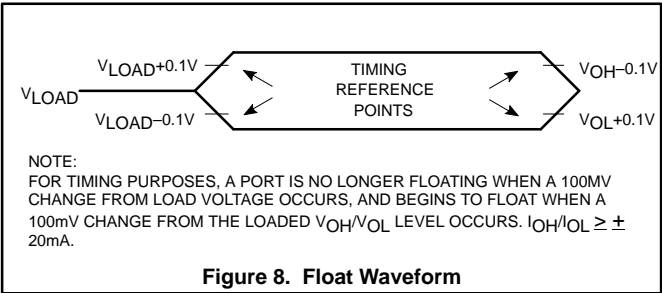 VLOAD+0.1V
TIMING
VOH–0.1V
VLOAD
REFERENCE
POINTS
VLOAD–0.1V
VOL+0.1V
NOTE:
FOR TIMING PURPOSES, A PORT IS NO LONGER FLOATING WHEN A 100MV
CHANGE FROM LOAD VOLTAGE OCCURS, AND BEGINS TO FLOAT WHEN A
100mV CHANGE FROM THE LOADED VOH/VOL LEVEL OCCURS. IOH/IOL ≥ ±
20mA.
Figure 8. Float Waveform